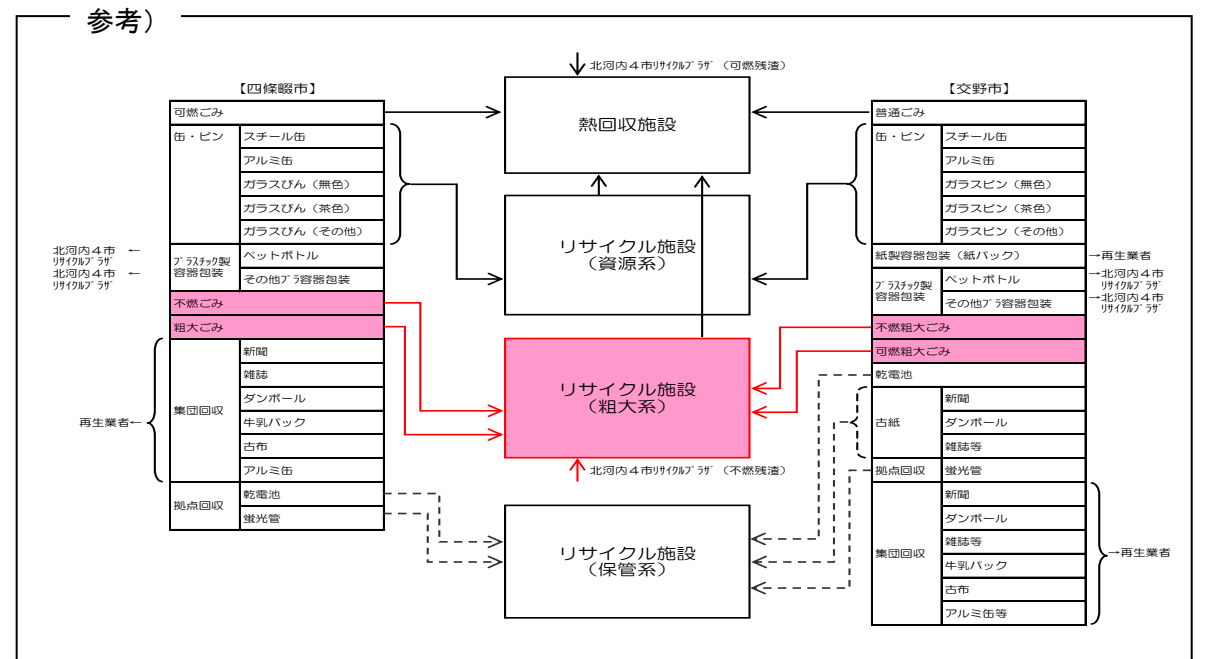 参考）
北河内４市リサイクルプラザ（可燃残渣）
【四條畷市】
可燃ごみ
缶・ビン
スチール缶
アルミ缶
ガラスびん（無色）
ガラスびん（茶色）
ガラスびん（その他）
プラスチック製
容器包装
ペットボトル
その他プラ容器包装
北河内４市　←
リサイクルプラザ
北河内４市　←
リサイクルプラザ
不燃ごみ
粗大ごみ
集団回収
新聞
雑誌
ダンボール
牛乳パック
古布
アルミ缶
再生業者←
拠点回収
乾電池
蛍光管
熱回収施設
リサイクル施設
（資源系）
リサイクル施設
（粗大系）
北河内４市リサイクルプラザ（不燃残渣）
リサイクル施設
（保管系）
【交野市】
普通ごみ
缶・ビン
スチール缶
アルミ缶
ガラスビン（無色）
ガラスビン（茶色）
ガラスビン（その他）
紙製容器包装（紙パック）
→再生業者
プラスチック製
容器包装
ペットボトル
その他プラ容器包装
→北河内４市
リサイクルプラザ
→北河内４市
リサイクルプラザ
不燃粗大ごみ
可燃粗大ごみ
乾電池
古紙
新聞
ダンボール
雑誌等
拠点回収
蛍光管
集団回収
新聞
ダンボール
雑誌等
牛乳パック
古布
アルミ缶等
→再生業者